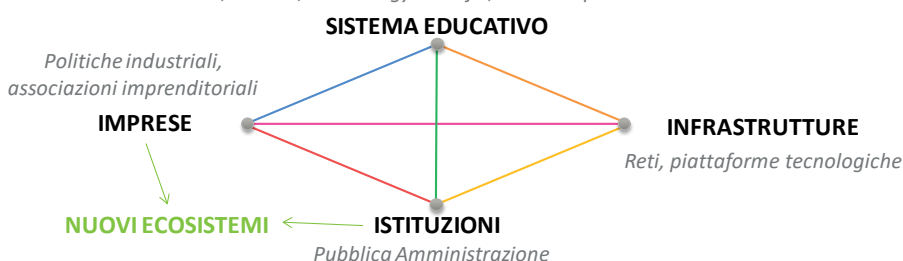 SISTEMA EDUCATIVO
Politiche industriali,
associazioni imprenditoriali
IMPRESE
INFRASTRUTTURE
Reti, piattaforme tecnologiche
NUOVI ECOSISTEMI
ISTITUZIONI
Pubblica Amministrazione